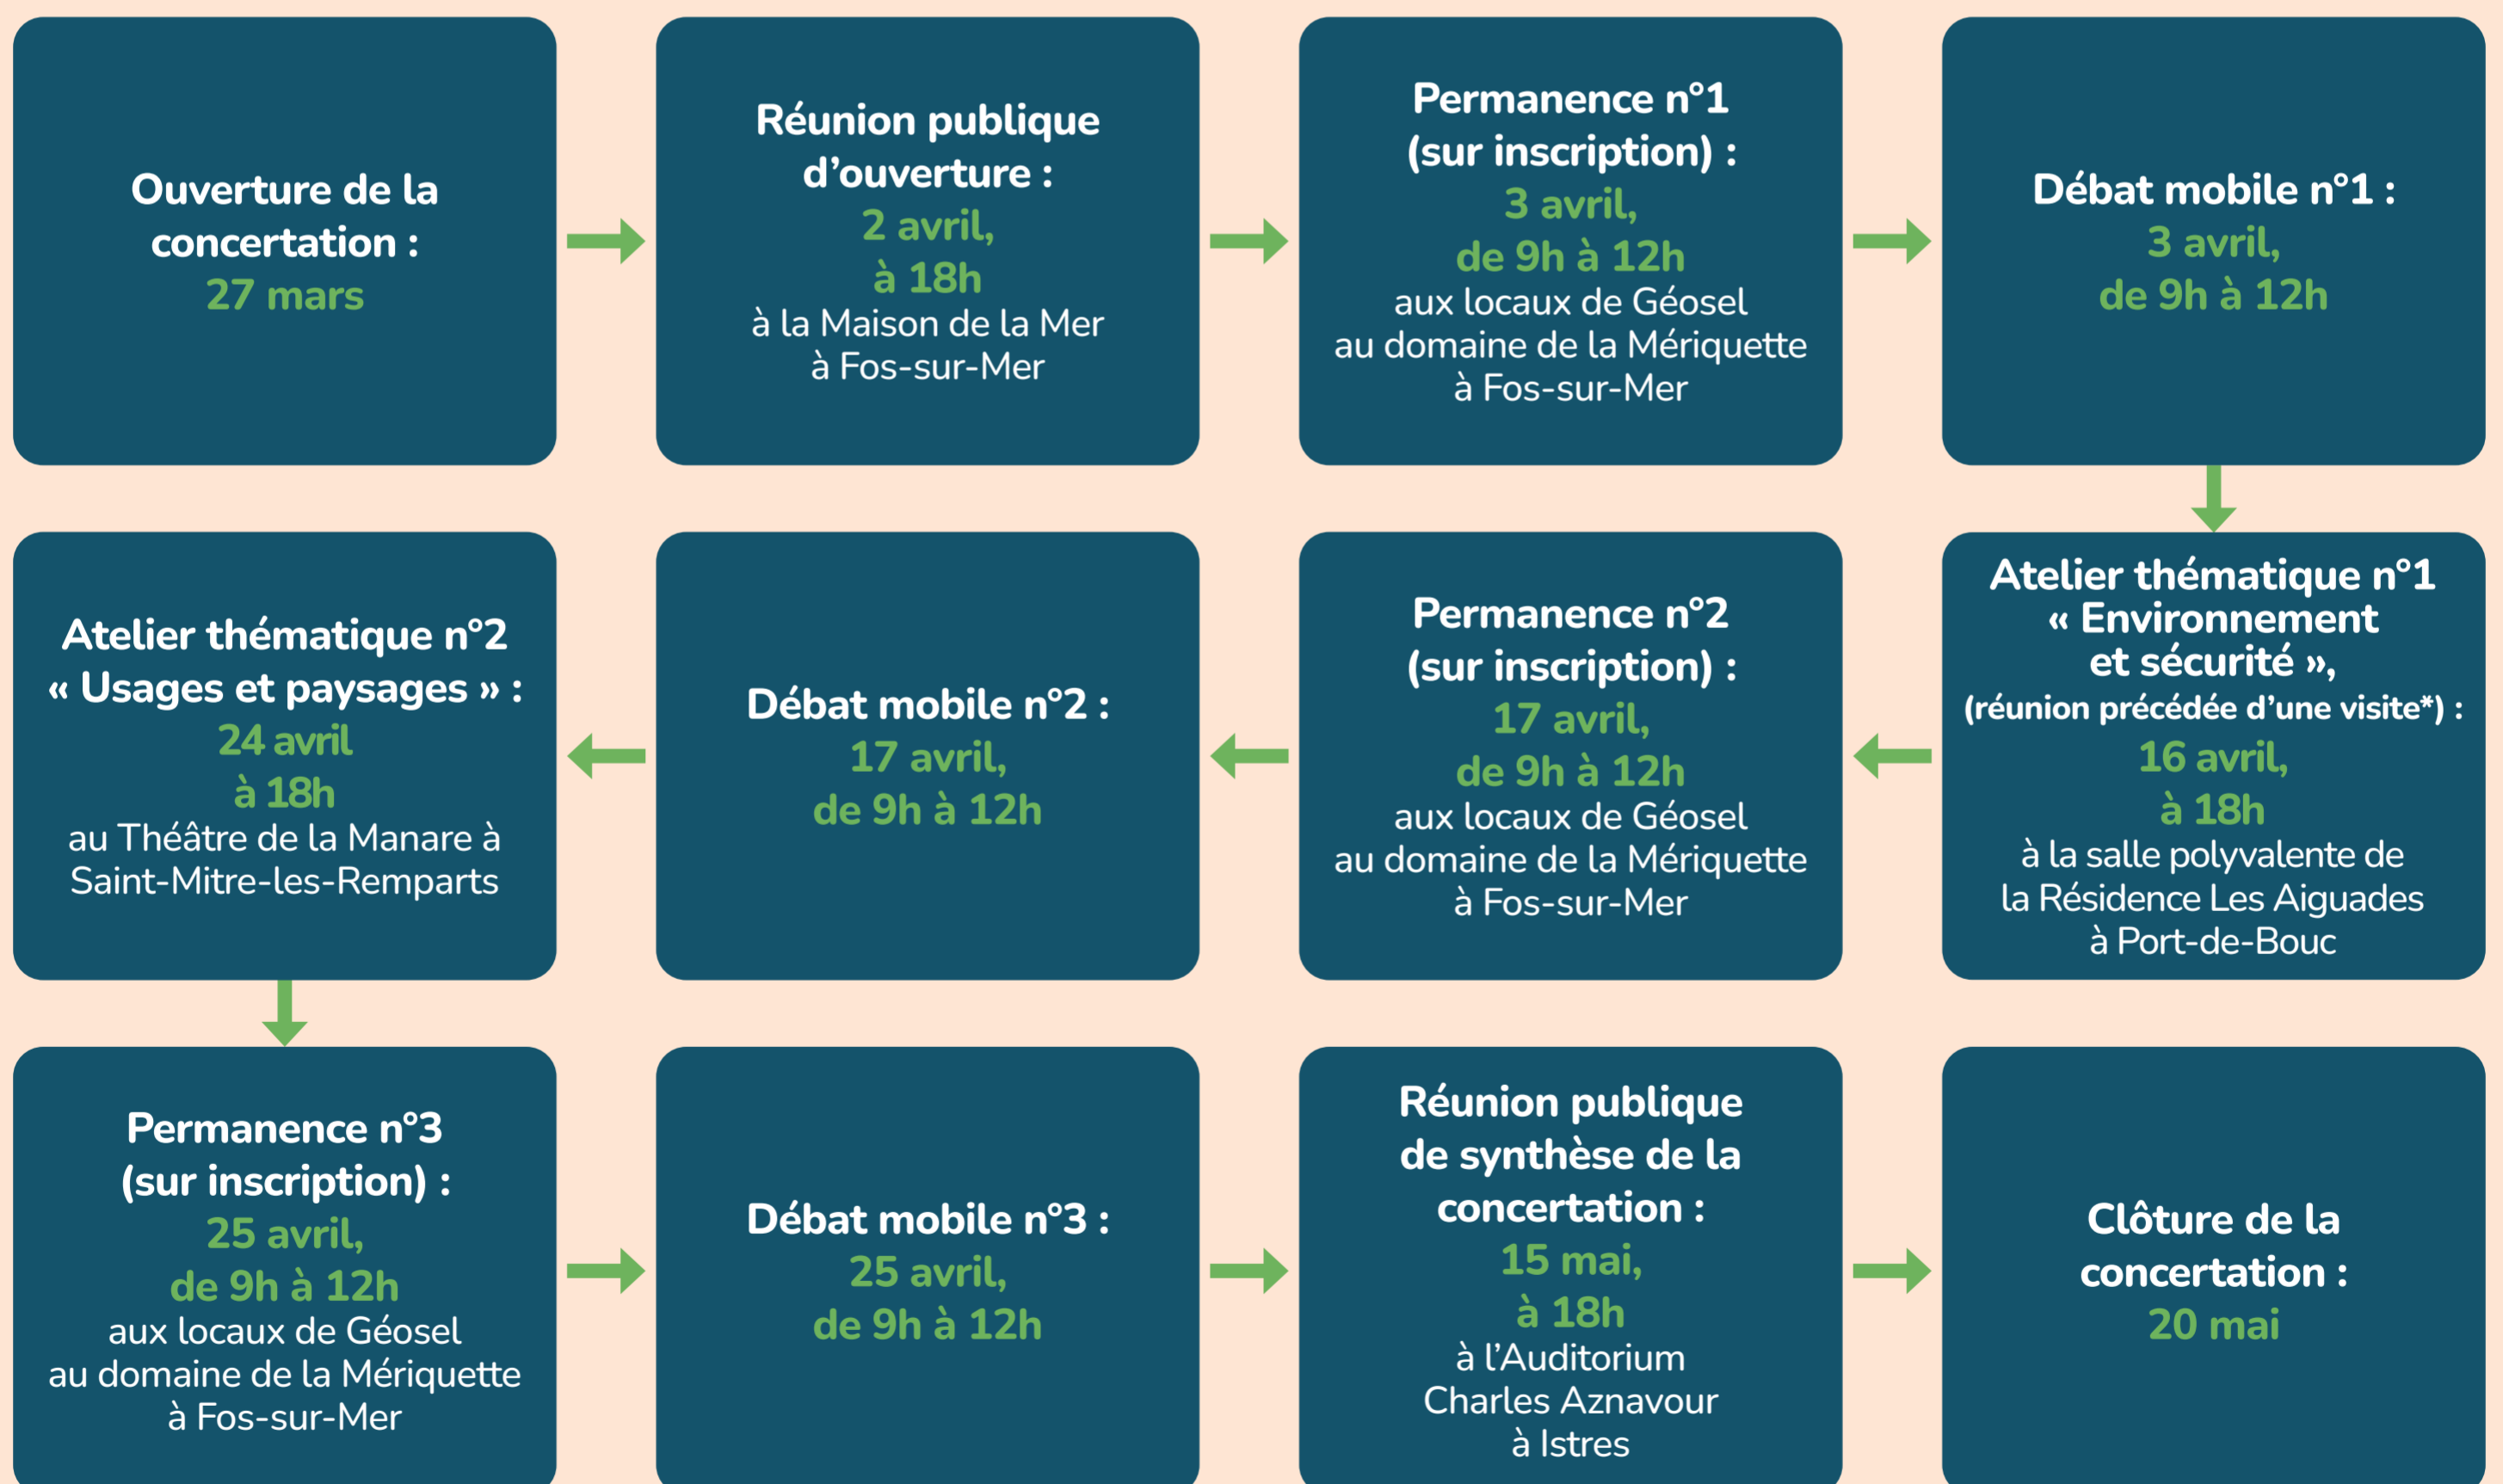 Ouverture de la
concertation :
27 mars
Réunion publique
d’ouverture :
2 avril,
à 18h
à la Maison de la Mer
à Fos-sur-Mer
Permanence n°1
(sur inscription) :
3 avril,
de 9h à 12h
aux locaux de Géosel
au domaine de la Mériquette
à Fos-sur-Mer
Débat mobile n°1 :
3 avril,
de 9h à 12h
Atelier thématique n°1
« Environnement
et sécurité »,
(réunion précédée d’une visite*) :
16 avril,
à 18h
à la salle polyvalente de
la Résidence Les Aiguades
à Port-de-Bouc
Permanence n°2
(sur inscription) :
17 avril,
de 9h à 12h
aux locaux de Géosel
au domaine de la Mériquette
à Fos-sur-Mer
Débat mobile n°2 :
17 avril,
de 9h à 12h
Atelier thématique n°2
« Usages et paysages » :
24 avril
à 18h
au Théâtre de la Manare à
Saint-Mitre-les-Remparts
Permanence n°3
(sur inscription) :
25 avril,
de 9h à 12h
aux locaux de Géosel
au domaine de la Mériquette
à Fos-sur-Mer
Débat mobile n°3 :
25 avril,
de 9h à 12h
Réunion publique
de synthèse de la
concertation :
15 mai,
à 18h
à l’Auditorium
Charles Aznavour
à Istres
Clôture de la
concertation :
20 mai